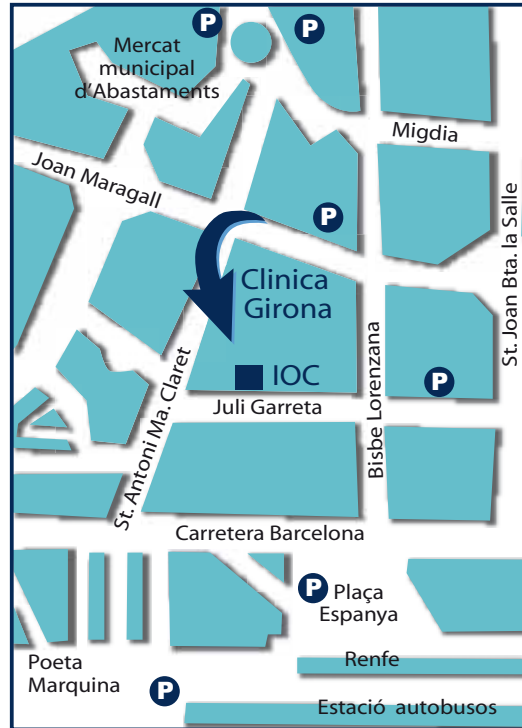 P
P
Mercat
municipal
d'Abastaments
Migdia
Joan Maragall
P
St. Joan Bta. la Salle
Clinica
Girona
Bisbe Lorenzana
St. Antoni Ma. Claret
IOC
P
Juli Garreta
Carretera Barcelona
P
Plaça
Espanya
Poeta
Marquina
Renfe
P
Estació autobusos